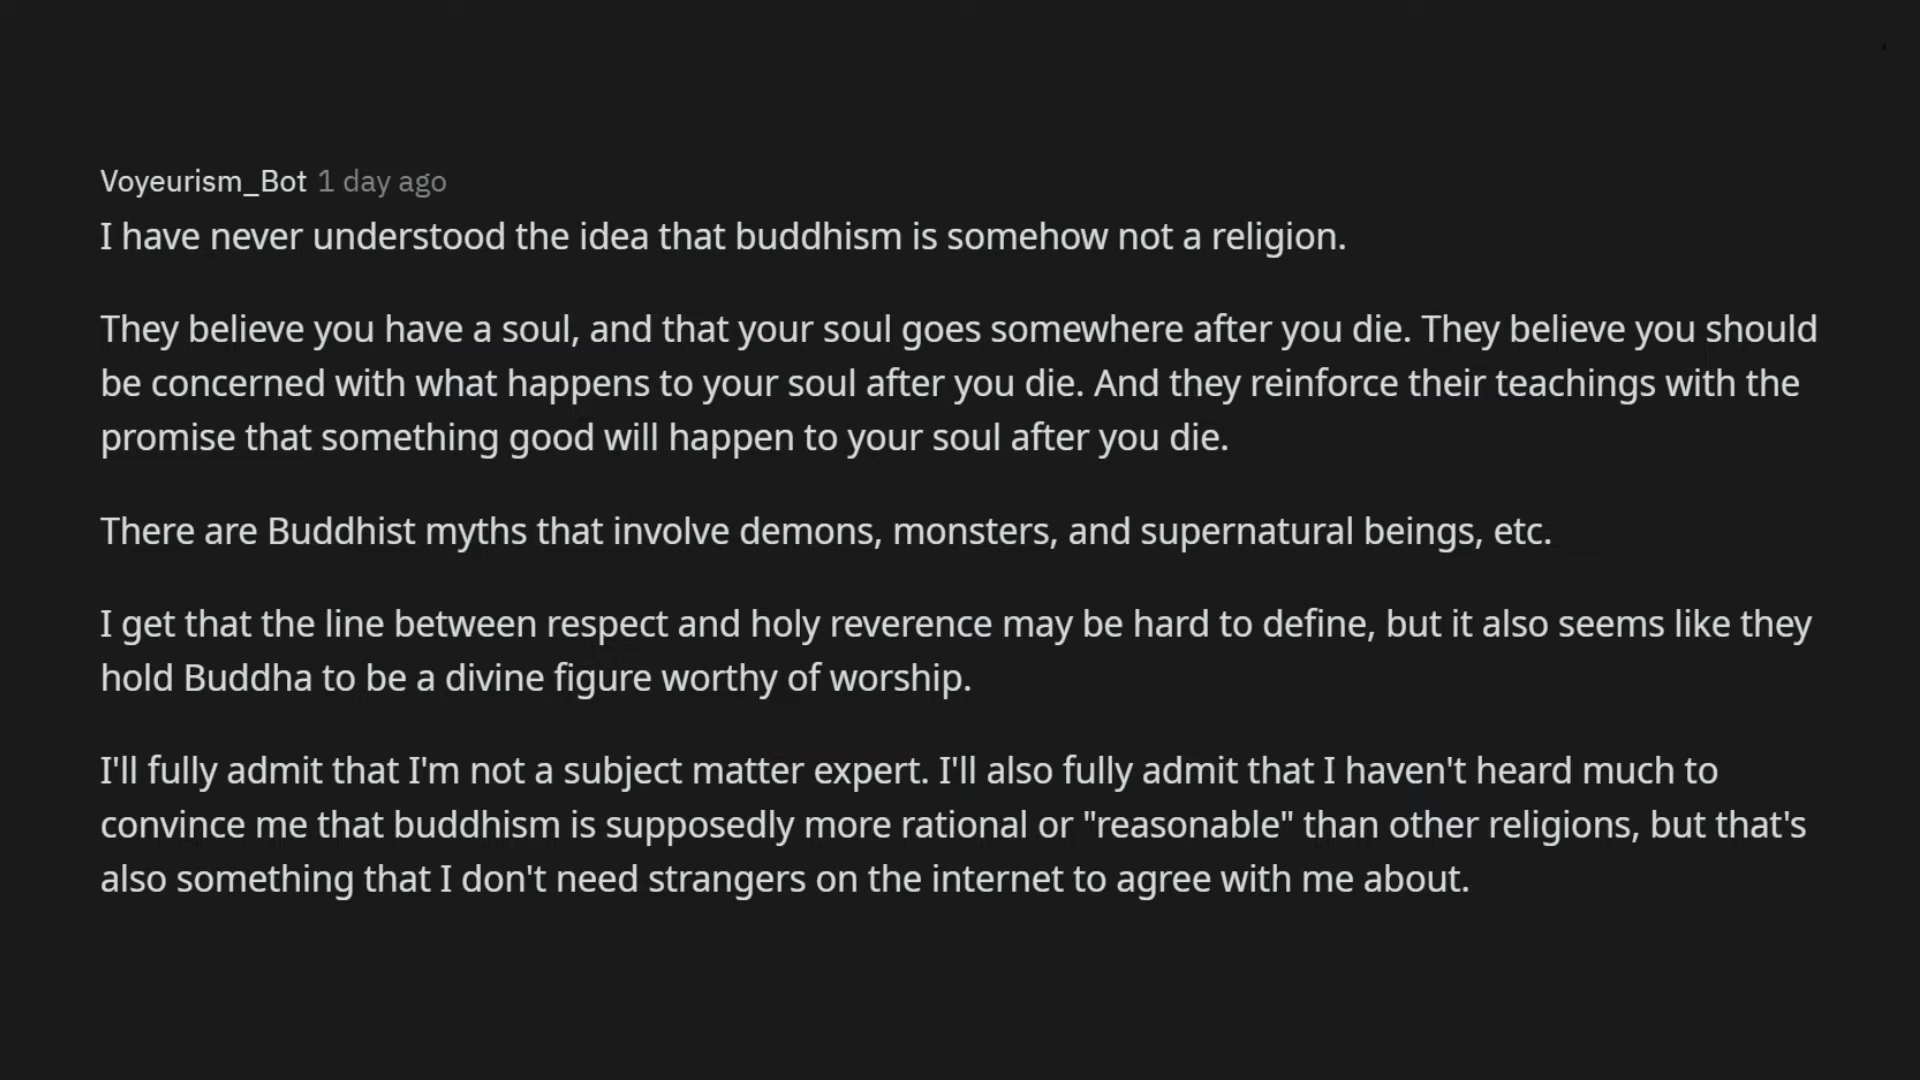 Voyeurism_Bot 1 day ago
I have never understood the idea that buddhism is somehow not a religion.
They believe you have a soul, and that your soul goes somewhere after you die. They believe you should
be concerned with what happens to your soul after you die. And they reinforce their teachings with the
promise that something good will happen to your soul after you die.
There are Buddhist myths that involve demons, monsters, and supernatural beings, etc.
I get that the line between respect and holy reverence may be hard to define, but it also seems like they
hold Buddha to be a divine figure worthy of worship.
I'll fully admit that I'm not a subject matter expert. I'll also fully admit that I haven't heard much to
convince me that buddhism is supposedly more rational or "reasonable" than other religions, but that's
also something that I don't need strangers on the internet to agree with me about.